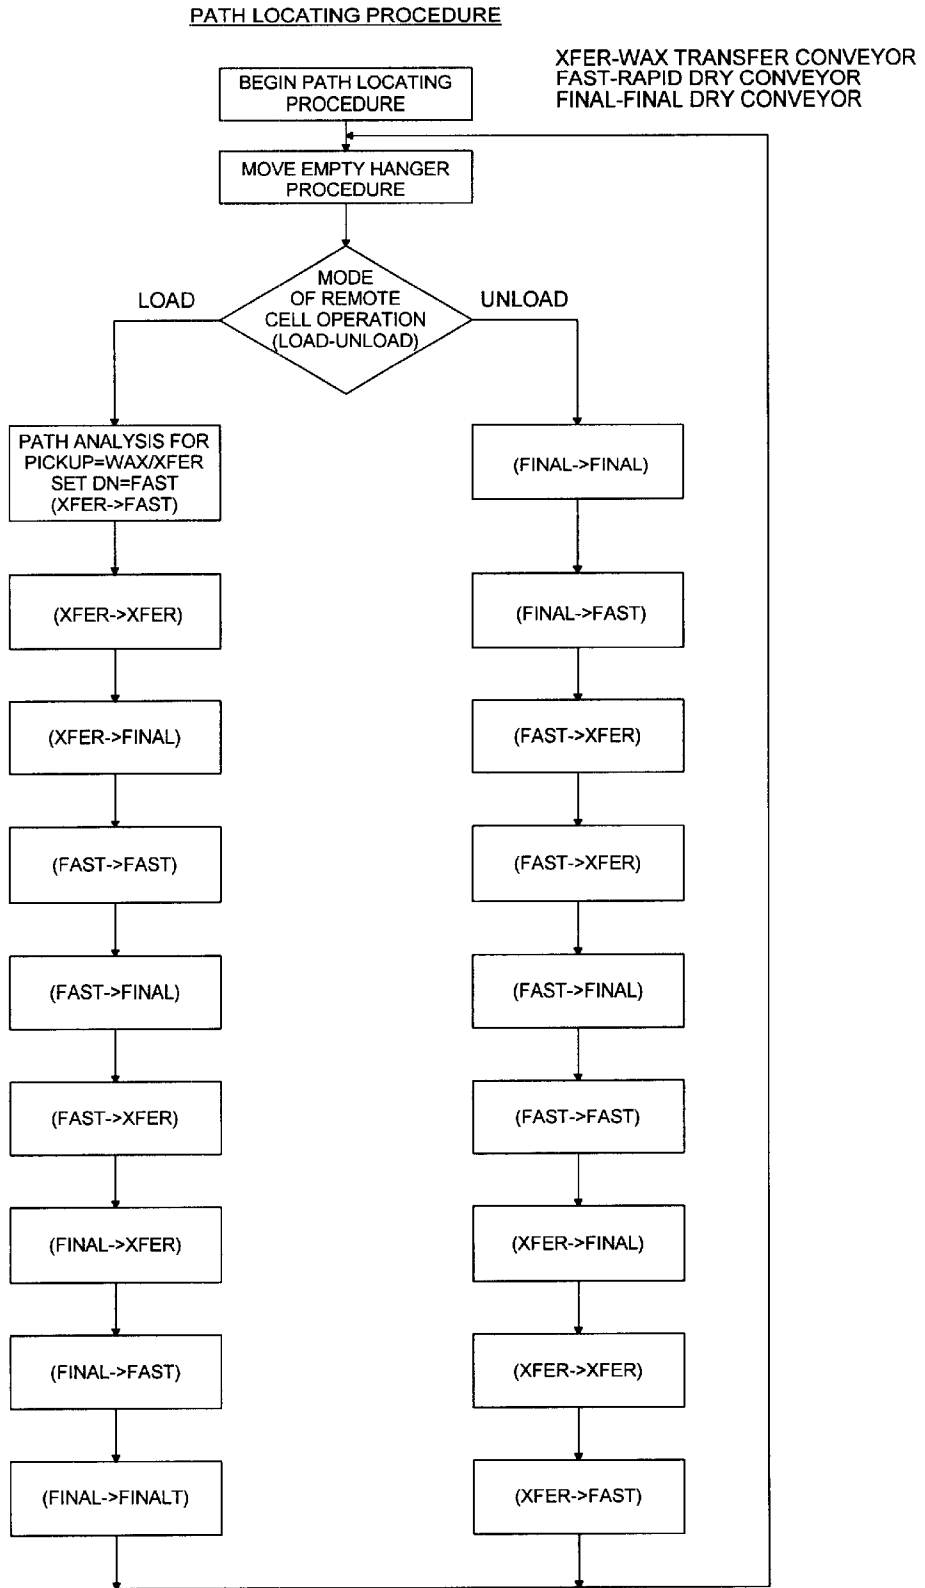 PATH LOCATING PROCEDURE
XFER-WAX TRANSFER CONVEYOR
FAST-RAPID DRY CONVEYOR
FINAL-FINAL DRY CONVEYOR
BEGIN PATH LOCATING
PROCEDURE
MOVE EMPTY HANGER
PROCEDURE
MODE
OF REMOTE
CELL OPERATION
(LOAD-UNLOAD)
LOAD
UNLOAD
PATH ANALYSIS FOR
PICKUP=WAX/XFER
SET DN=FAST
(XFER->FAST)
(XFER->XFER)
(XFER->FINAL)
(FAST->FAST)
(FAST->FINAL)
(FAST->XFER)
(FINAL->XFER)
(FINAL->FAST)
(FINAL->FINALT)
(FINAL->FINAL)
(FINAL->FAST)
(FAST->XFER)
(FAST->XFER)
(FAST->FINAL)
(FAST->FAST)
(XFER->FINAL)
(XFER->XFER)
(XFER->FAST)